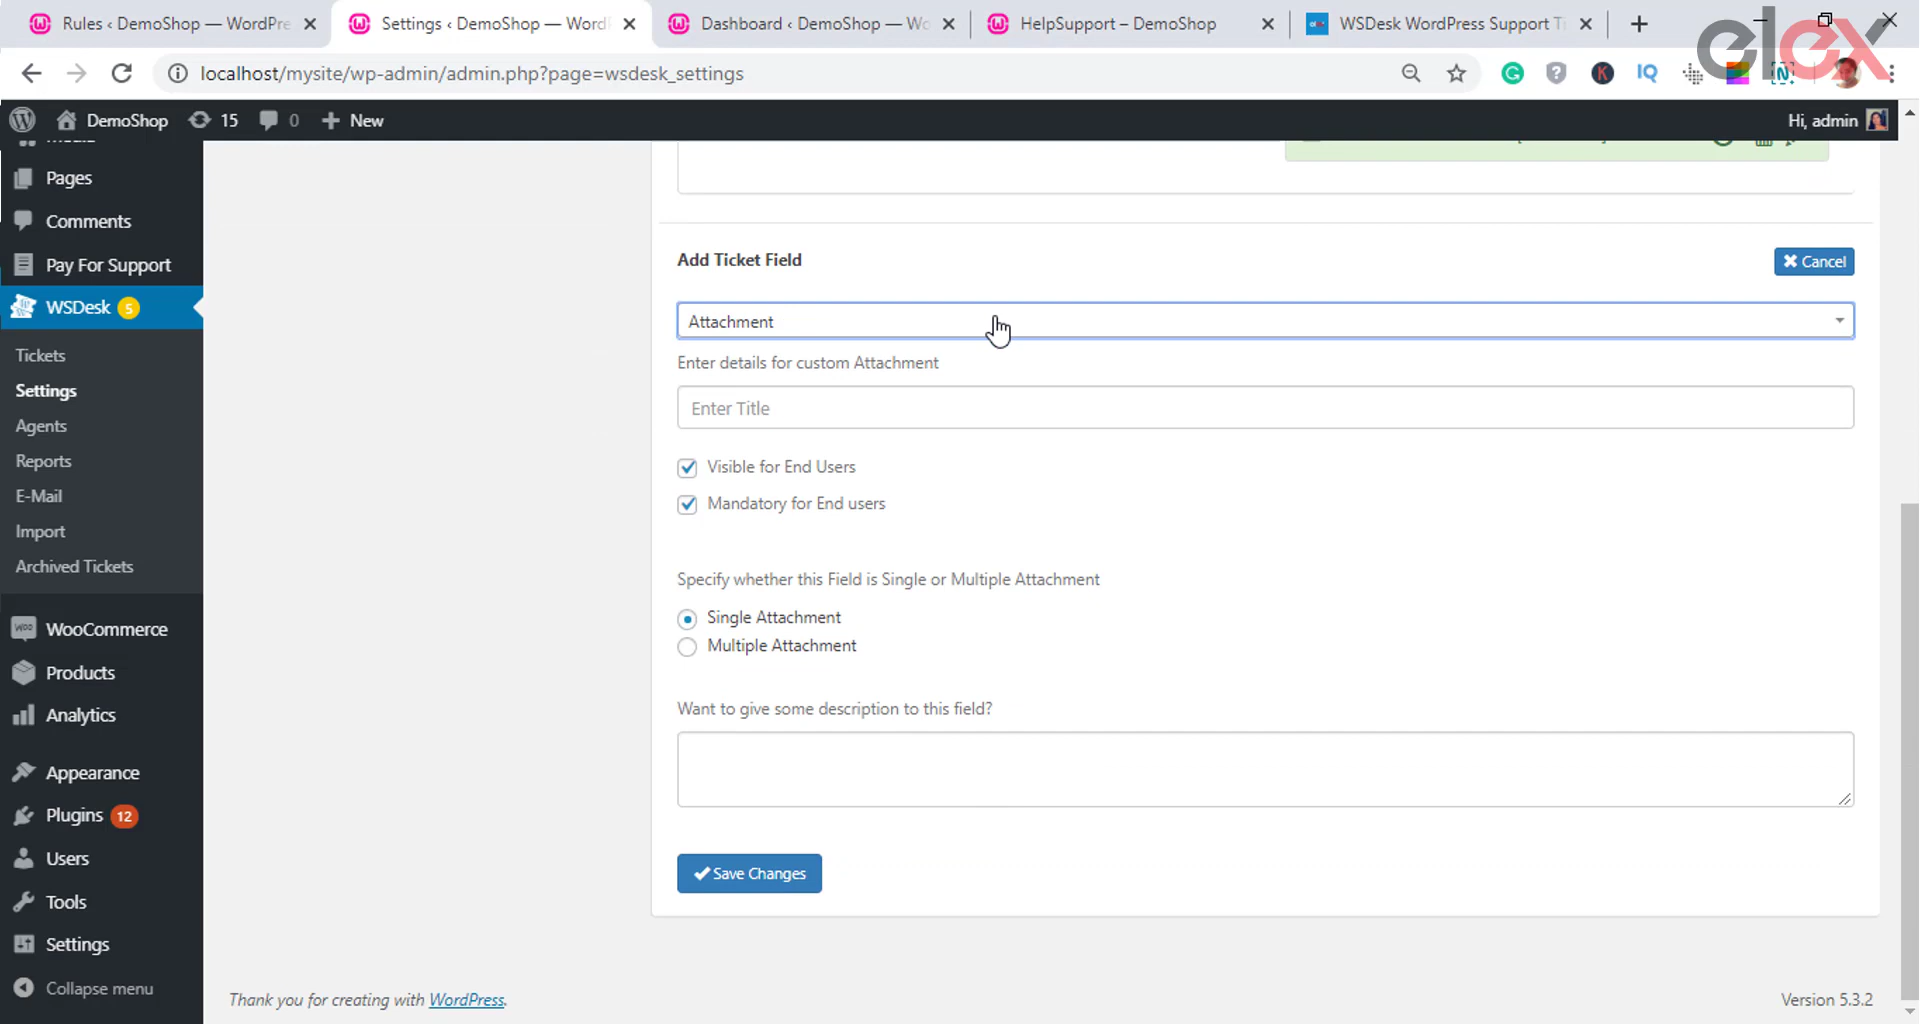 Rules ‹ DemoShop — WordPre
Settings ‹ DemoShop — Word
Dashboard ‹ DemoShop — Wo
HelpSupport – DemoShop
WSDesk WordPress Support Ti
elex
localhost/mysite/wp-admin/admin.php?page=wsdesk_settings
DemoShop
15
0
New
Hi, admin
Media
Pages
Comments
Pay For Support
WSDesk 5
Tickets
Settings
Agents
Reports
E-Mail
Import
Archived Tickets
WooCommerce
Products
Analytics
Appearance
Plugins 12
Users
Tools
Settings
Collapse menu
Add Ticket Field
Cancel
Attachment
Enter details for custom Attachment
Enter Title
Visible for End Users
Mandatory for End users
Specify whether this Field is Single or Multiple Attachment
Single Attachment
Multiple Attachment
Want to give some description to this field?
Save Changes
Thank you for creating with WordPress.
Version 5.3.2